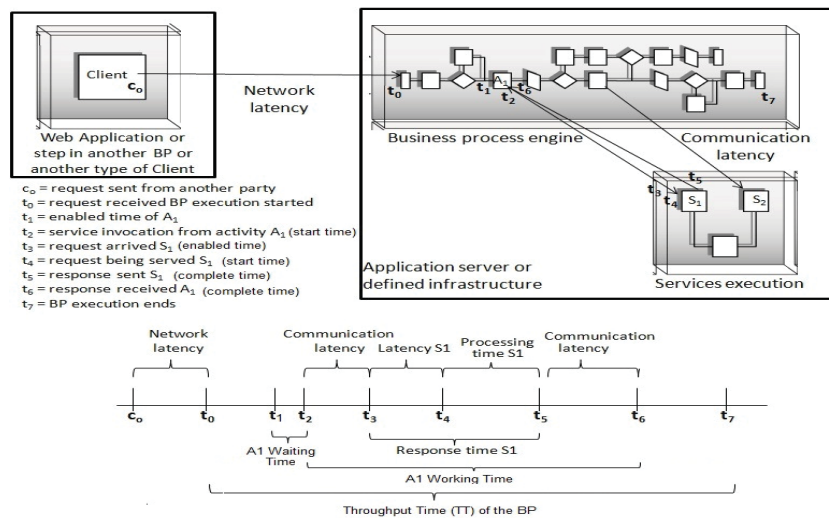 Client
c₀
Web Application or
step in another BP or
another type of Client
Network
latency
t₀
t₁
A₁
t₂
t₆
t₇
Business process engine
Communication
latency
t₅
t₃
t₄
S₁
S₂
Application server or
defined infrastructure
Services execution
c₀ = request sent from another party
t₀ = request received BP execution started
t₁ = enabled time of A₁
t₂ = service invocation from activity A₁ (start time)
t₃ = request arrived S₁ (enabled time)
t₄ = request being served S₁ (start time)
t₅ = response sent S₁ (complete time)
t₆ = response received A₁ (complete time)
t₇ = BP execution ends
Network
latency
Communication
latency
Latency S1
Processing
time S1
Communication
latency
c₀ t₀ t₁ t₂ t₃ t₄ t₅ t₆ t₇
A1 Waiting
Time
Response time S1
A1 Working Time
Throughput Time (TT) of the BP